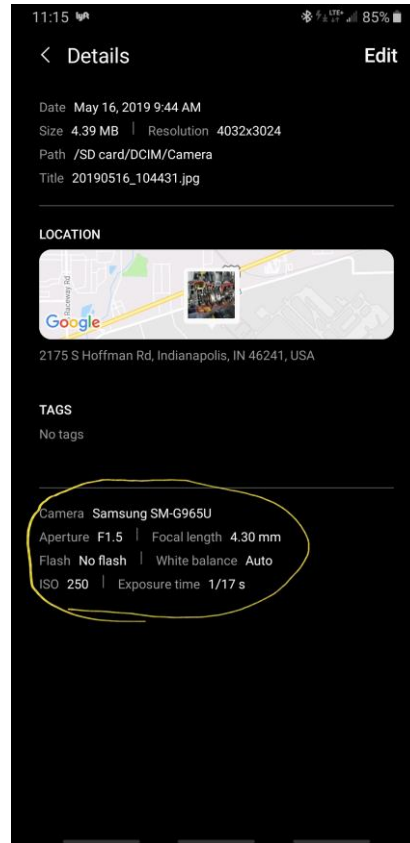 11:15 lyft LTE+ 85%
< Details Edit
Date May 16, 2019 9:44 AM
Size 4.39 MB | Resolution 4032x3024
Path /SD card/DCIM/Camera
Title 20190516_104431.jpg
LOCATION
Raceway Rd
Google
2175 S Hoffman Rd, Indianapolis, IN 46241, USA
TAGS
No tags
Camera Samsung SM-G965U
Aperture F1.5 | Focal length 4.30 mm
Flash No flash | White balance Auto
ISO 250 | Exposure time 1/17 s